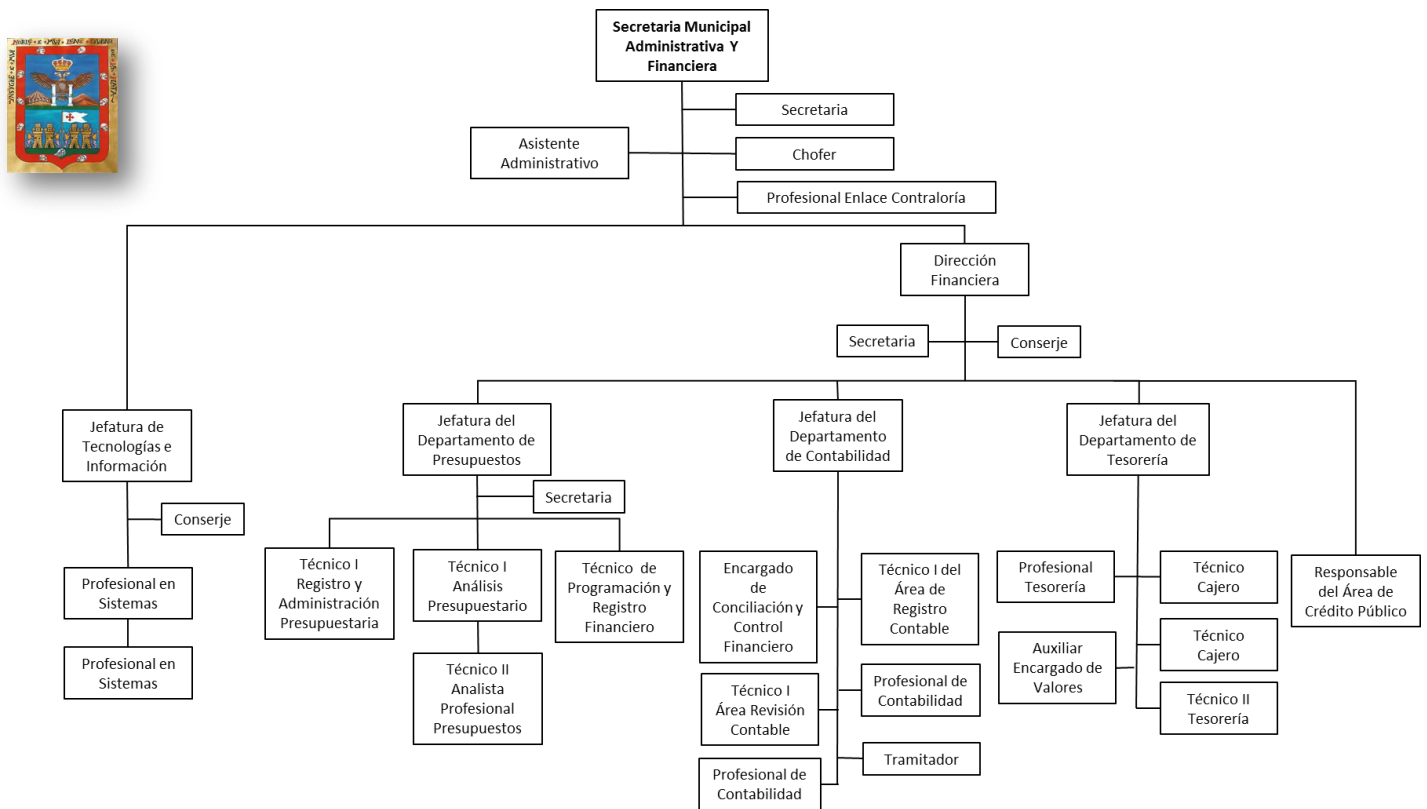 Secretaria Municipal
Administrativa Y
Financiera
Secretaria
Asistente
Administrativo
Chofer
Profesional Enlace Contraloría
Dirección
Financiera
Secretaria
Conserje
Jefatura de
Tecnologías e
Información
Jefatura del
Departamento de
Presupuestos
Jefatura del
Departamento
de Contabilidad
Jefatura del
Departamento de
Tesorería
Secretaria
Conserje
Técnico I
Registro y
Administración
Presupuestaria
Técnico I
Análisis
Presupuestario
Técnico de
Programación y
Registro
Financiero
Encargado
de
Conciliación y
Control
Financiero
Técnico I del
Área de
Registro
Contable
Profesional
Tesorería
Técnico
Cajero
Responsable
del Área de
Crédito Público
Profesional en
Sistemas
Profesional en
Sistemas
Técnico II
Analista
Profesional
Presupuestos
Técnico I
Área Revisión
Contable
Profesional de
Contabilidad
Auxiliar
Encargado de
Valores
Técnico
Cajero
Técnico II
Tesorería
Profesional de
Contabilidad
Tramitador